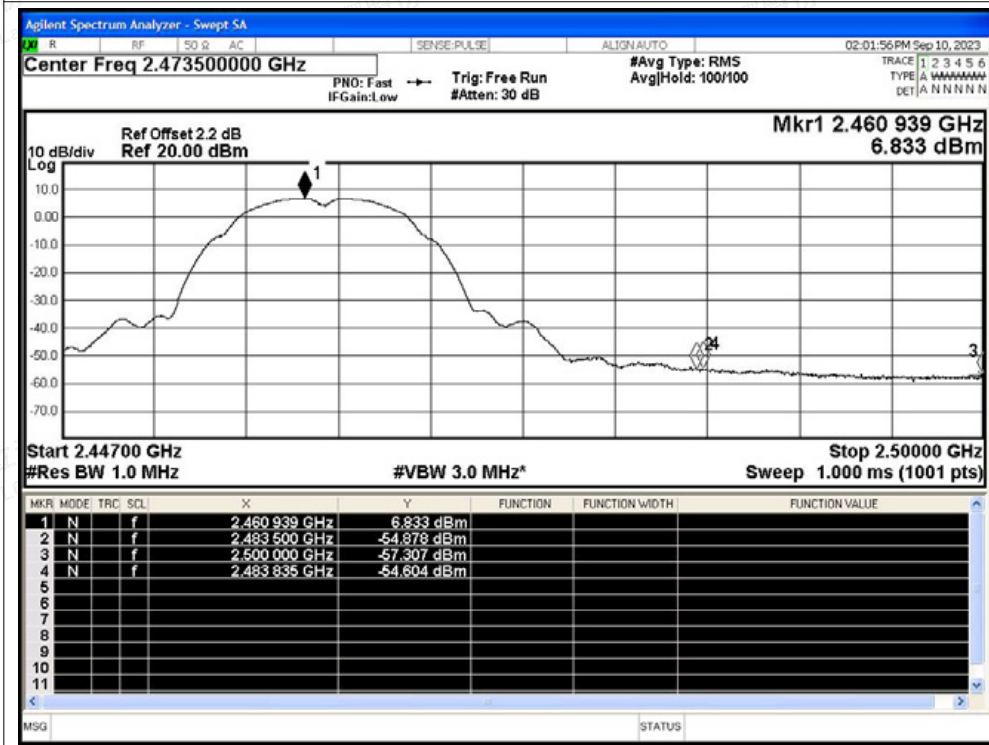 Agilent Spectrum Analyzer - Swept SA
LXI R RF 50 Ω AC SENSE:PULSE ALIGN AUTO 02:01:56 PM Sep 10, 2023
Center Freq 2.473500000 GHz #Avg Type: RMS TRACE 1 2 3 4 5 6
PNO: Fast Trig: Free Run Avg|Hold: 100/100 TYPE A WWWWW
IFGain:Low #Atten: 30 dB DET A N N N N N
Mkr1 2.460 939 GHz
Ref Offset 2.2 dB
10 dB/div Ref 20.00 dBm 6.833 dBm
Log
1
10.0
0.00
-10.0
-20.0
-30.0
-40.0
24
-50.0 3
-60.0
-70.0
Start 2.44700 GHz Stop 2.50000 GHz
#Res BW 1.0 MHz #VBW 3.0 MHz* Sweep 1.000 ms (1001 pts)
MKR MODE TRC SCL X Y FUNCTION FUNCTION WIDTH FUNCTION VALUE
1 N f 2.460 939 GHz 6.833 dBm
2 N f 2.483 500 GHz -54.878 dBm
3 N f 2.500 000 GHz -57.307 dBm
4 N f 2.483 835 GHz -54.604 dBm
5
6
7
8
9
10
11
MSG STATUS